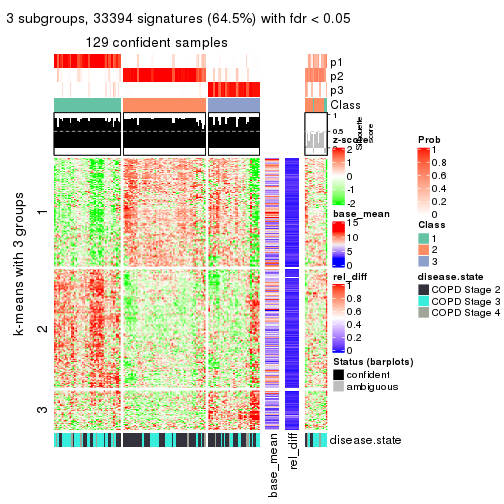 3 subgroups, 33394 signatures (64.5%) with fdr < 0.05
129 confident samples
p1
p2
p3
Class
1
0.5
0
Silhouette
score
k-means with 3 groups
1
2
3
base_mean
rel_diff
disease.state
z-score
2
1
0
-1
-2
base_mean
15
10
5
0
rel_diff
1
0.8
0.6
0.4
0.2
0
Status (barplots)
confident
ambiguous
Prob
1
0.8
0.6
0.4
0.2
0
Class
1
2
3
disease.state
COPD Stage 2
COPD Stage 3
COPD Stage 4